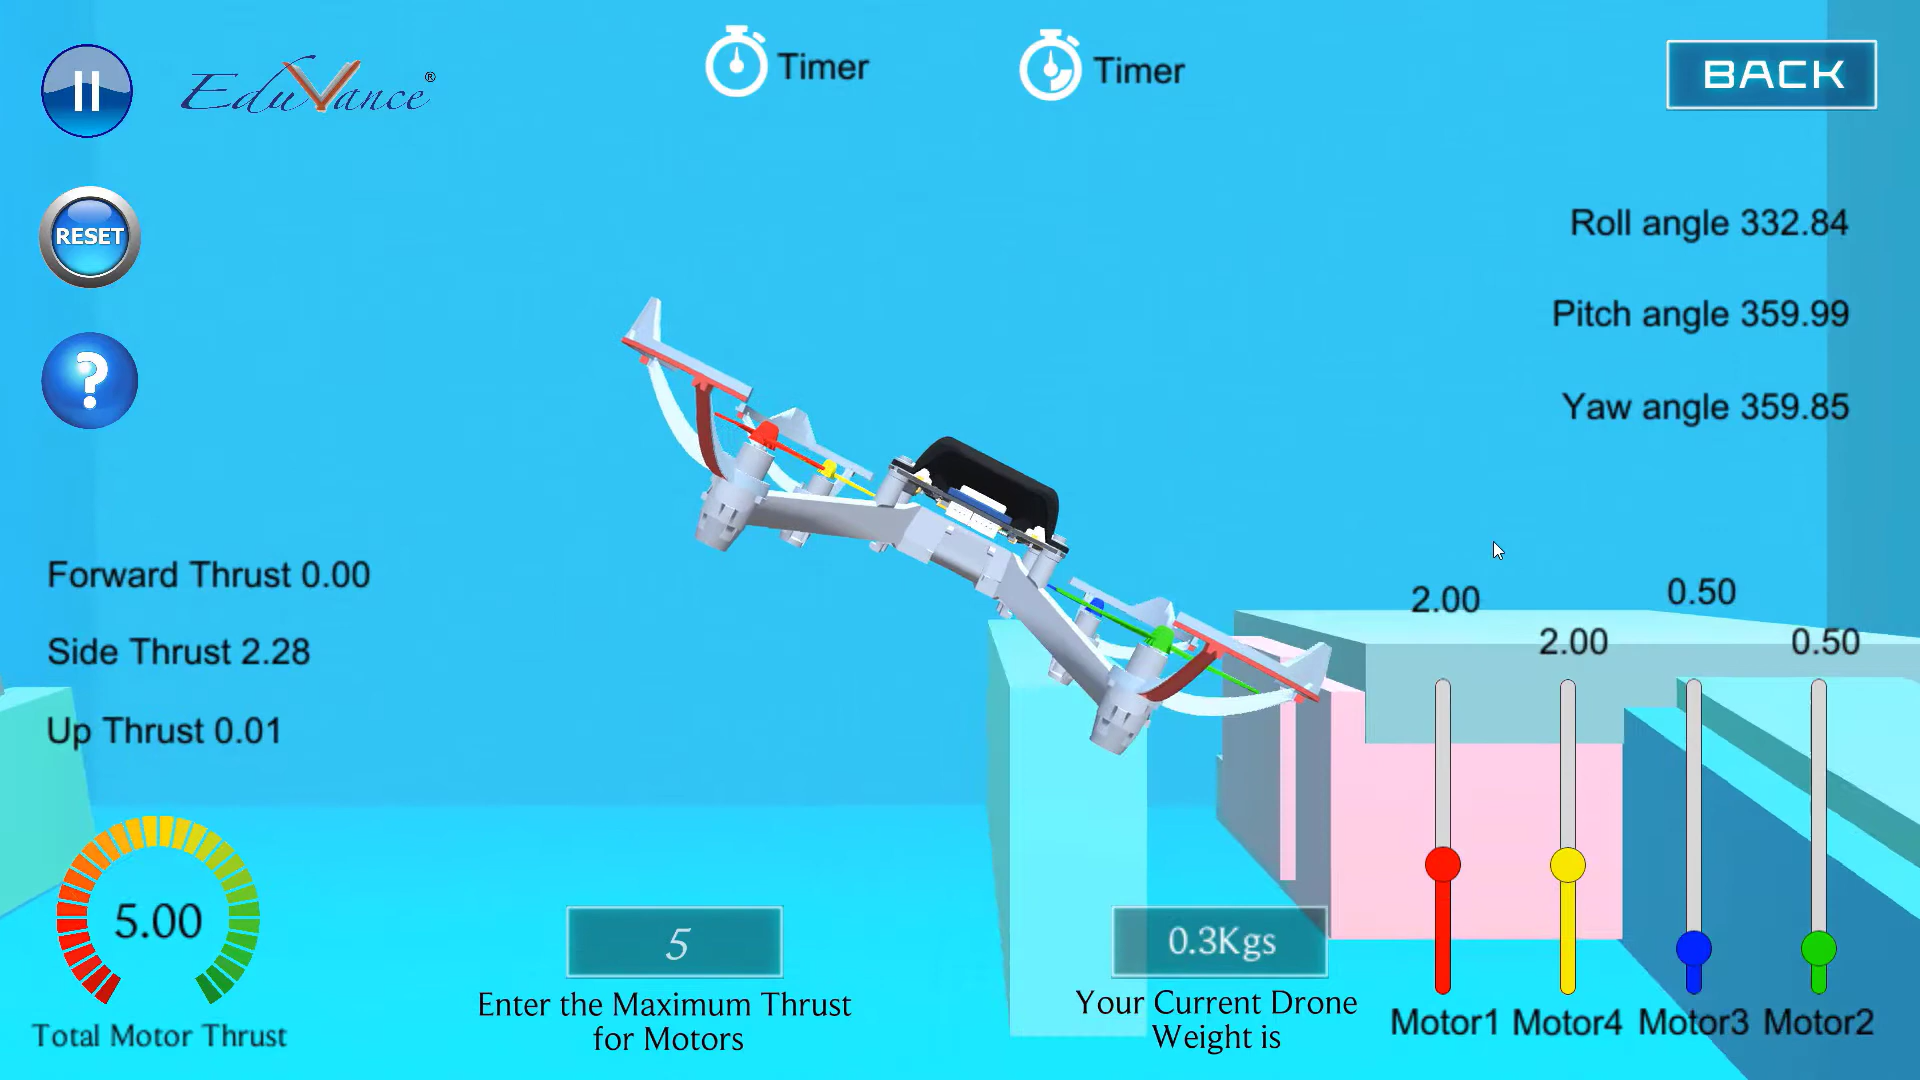 EduVance®
Timer
Timer
BACK
RESET
?
Roll angle 332.84
Pitch angle 359.99
Yaw angle 359.85
Forward Thrust 0.00
Side Thrust 2.28
Up Thrust 0.01
2.00
2.00
0.50
0.50
5.00
Total Motor Thrust
5
Enter the Maximum Thrust
for Motors
0.3Kgs
Your Current Drone
Weight is
Motor1 Motor4 Motor3 Motor2